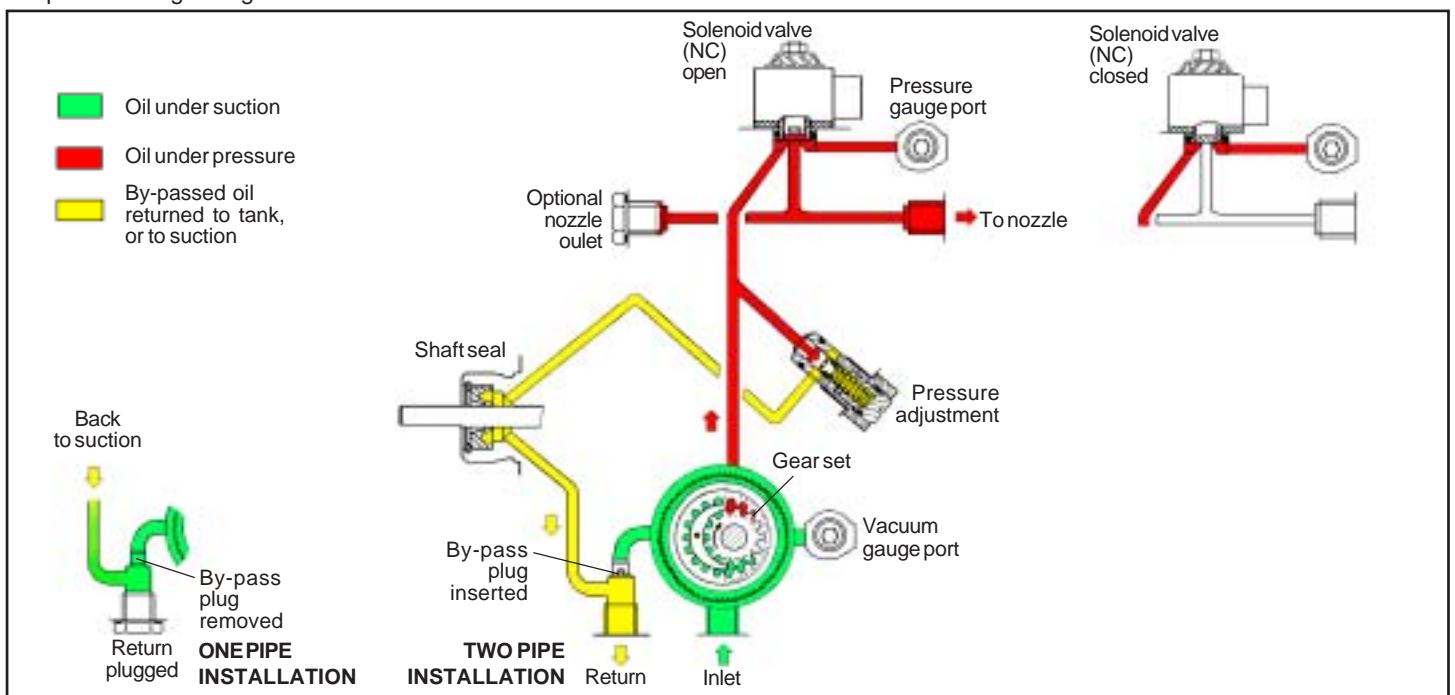 Solenoid valve
(NC)
open
Solenoid valve
(NC)
closed
Pressure
gauge port
Oil under suction
Oil under pressure
By-passed oil
returned to tank,
or to suction
Optional
nozzle
oulet
To nozzle
Shaft seal
Pressure
adjustment
Back
to suction
Gear set
Vacuum
gauge port
By-pass
plug
inserted
By-pass
plug
removed
Return
plugged
ONE PIPE
INSTALLATION
TWO PIPE
INSTALLATION
Return
Inlet